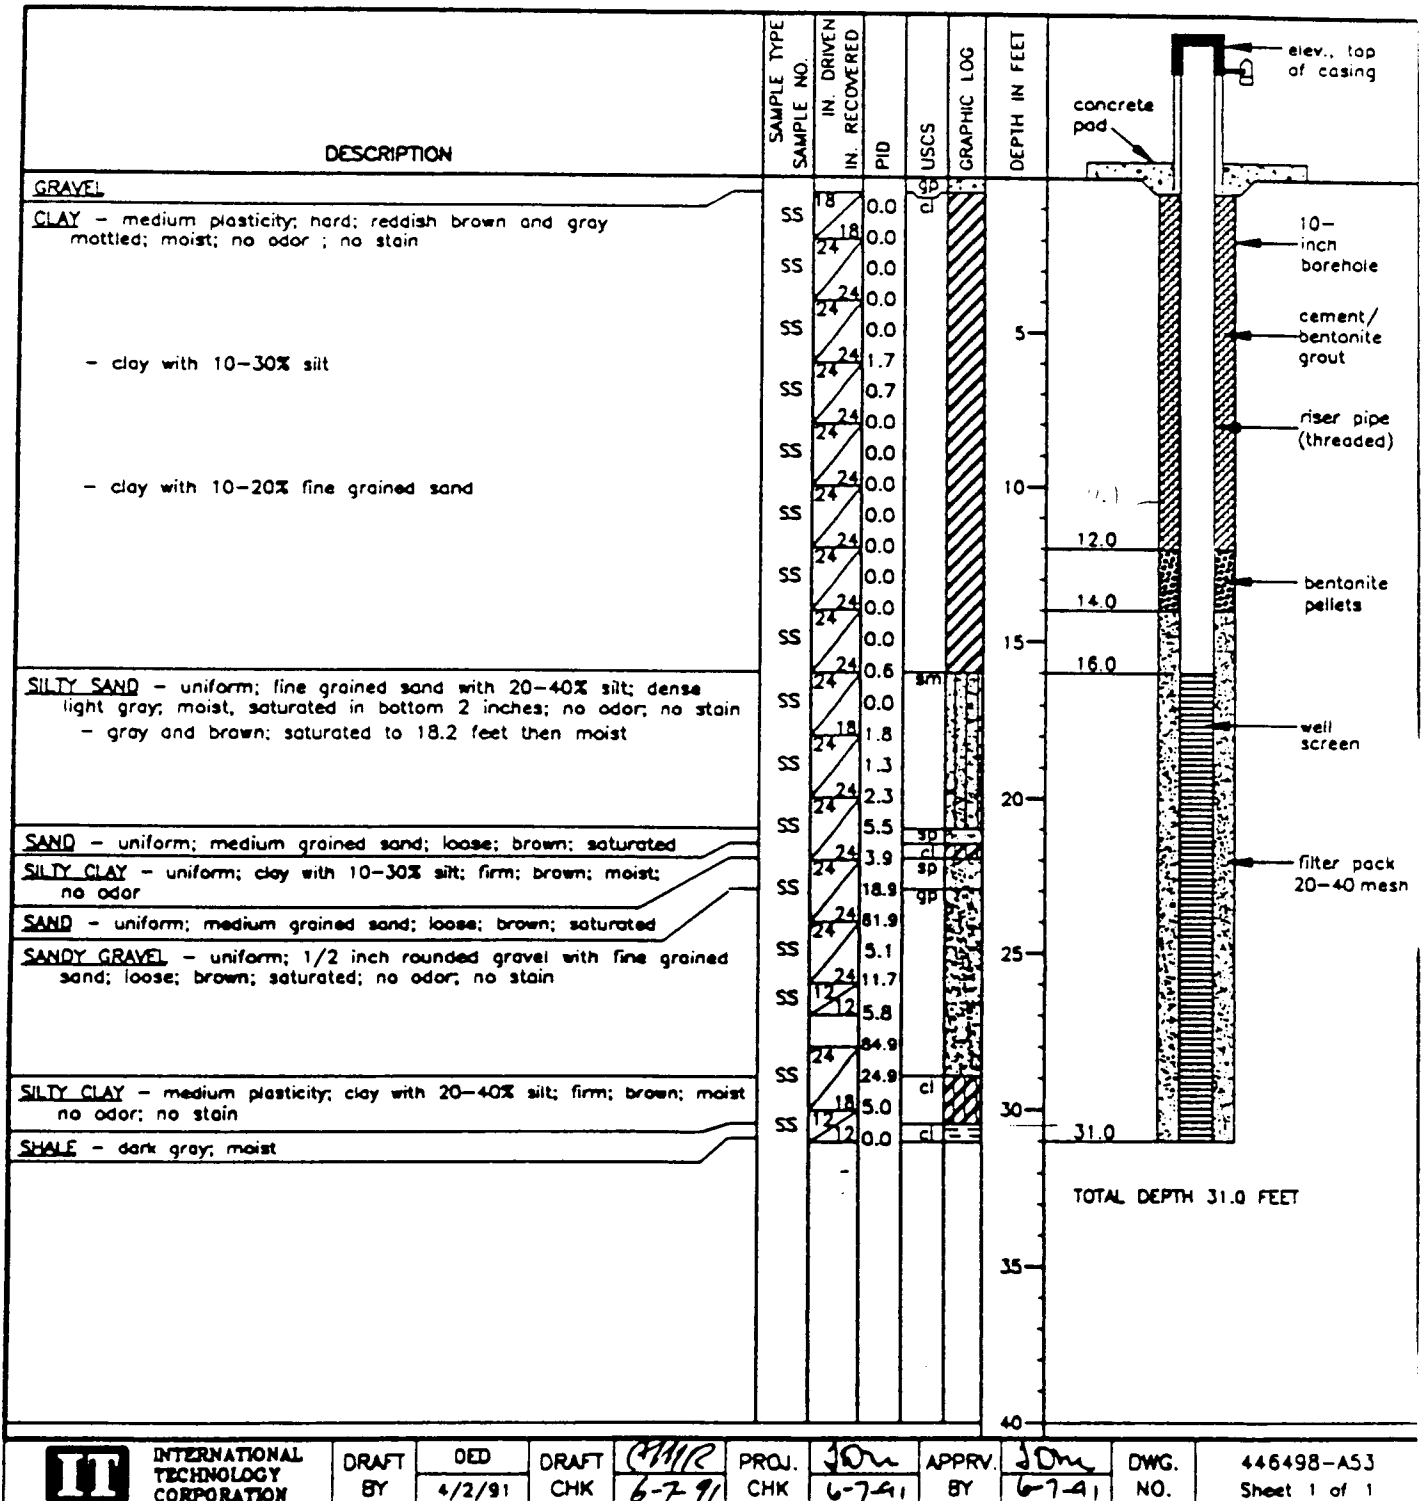 DESCRIPTION
SAMPLE TYPE
SAMPLE NO.
IN. DRIVEN
IN. RECOVERED
PID
USCS
GRAPHIC LOG
DEPTH IN FEET
elev., top
of casing
concrete
pad
GRAVEL
CLAY – medium plasticity; hard; reddish brown and gray
mottled; moist; no odor ; no stain
– clay with 10–30% silt
– clay with 10–20% fine grained sand
SILTY SAND – uniform; fine grained sand with 20–40% silt; dense
light gray; moist, saturated in bottom 2 inches; no odor; no stain
– gray and brown; saturated to 18.2 feet then moist
SAND – uniform; medium grained sand; loose; brown; saturated
SILTY CLAY – uniform; clay with 10–30% silt; firm; brown; moist;
no odor
SAND – uniform; medium grained sand; loose; brown; saturated
SANDY GRAVEL – uniform; 1/2 inch rounded gravel with fine grained
sand; loose; brown; saturated; no odor; no stain
SILTY CLAY – medium plasticity; clay with 20–40% silt; firm; brown; moist
no odor; no stain
SHALE – dark gray; moist
SS 18 18
SS 24 24
SS 24 24
SS 24 24
SS 24 24
SS 24 24
SS 24 24
SS 24 24
SS 24 18
SS 24 24
SS 24 24
SS 24 24
SS 24 24
SS 12 12
SS 24 18
SS 12 12
0.0
0.0
0.0
0.0
0.0
1.7
0.7
0.0
0.0
0.0
0.0
0.0
0.0
0.0
0.0
0.6
0.0
1.8
1.3
2.3
5.5
3.9
18.9
81.9
5.1
11.7
5.8
84.9
24.9
5.0
0.0
gp
cl
sm
sp
cl
sp
gp
cl
cl
5
10
15
20
25
30
35
40
10–
inch
borehole
cement/
bentonite
grout
riser pipe
(threaded)
12.0
bentonite
pellets
14.0
16.0
well
screen
filter pack
20–40 mesh
31.0
TOTAL DEPTH 31.0 FEET
IT
INTERNATIONAL
TECHNOLOGY
CORPORATION
DRAFT
BY
DED
4/2/91
DRAFT
CHK
6-7-91
PROJ.
CHK
6-7-91
APPRV.
BY
6-7-91
DWG.
NO.
446498–A53
Sheet 1 of 1